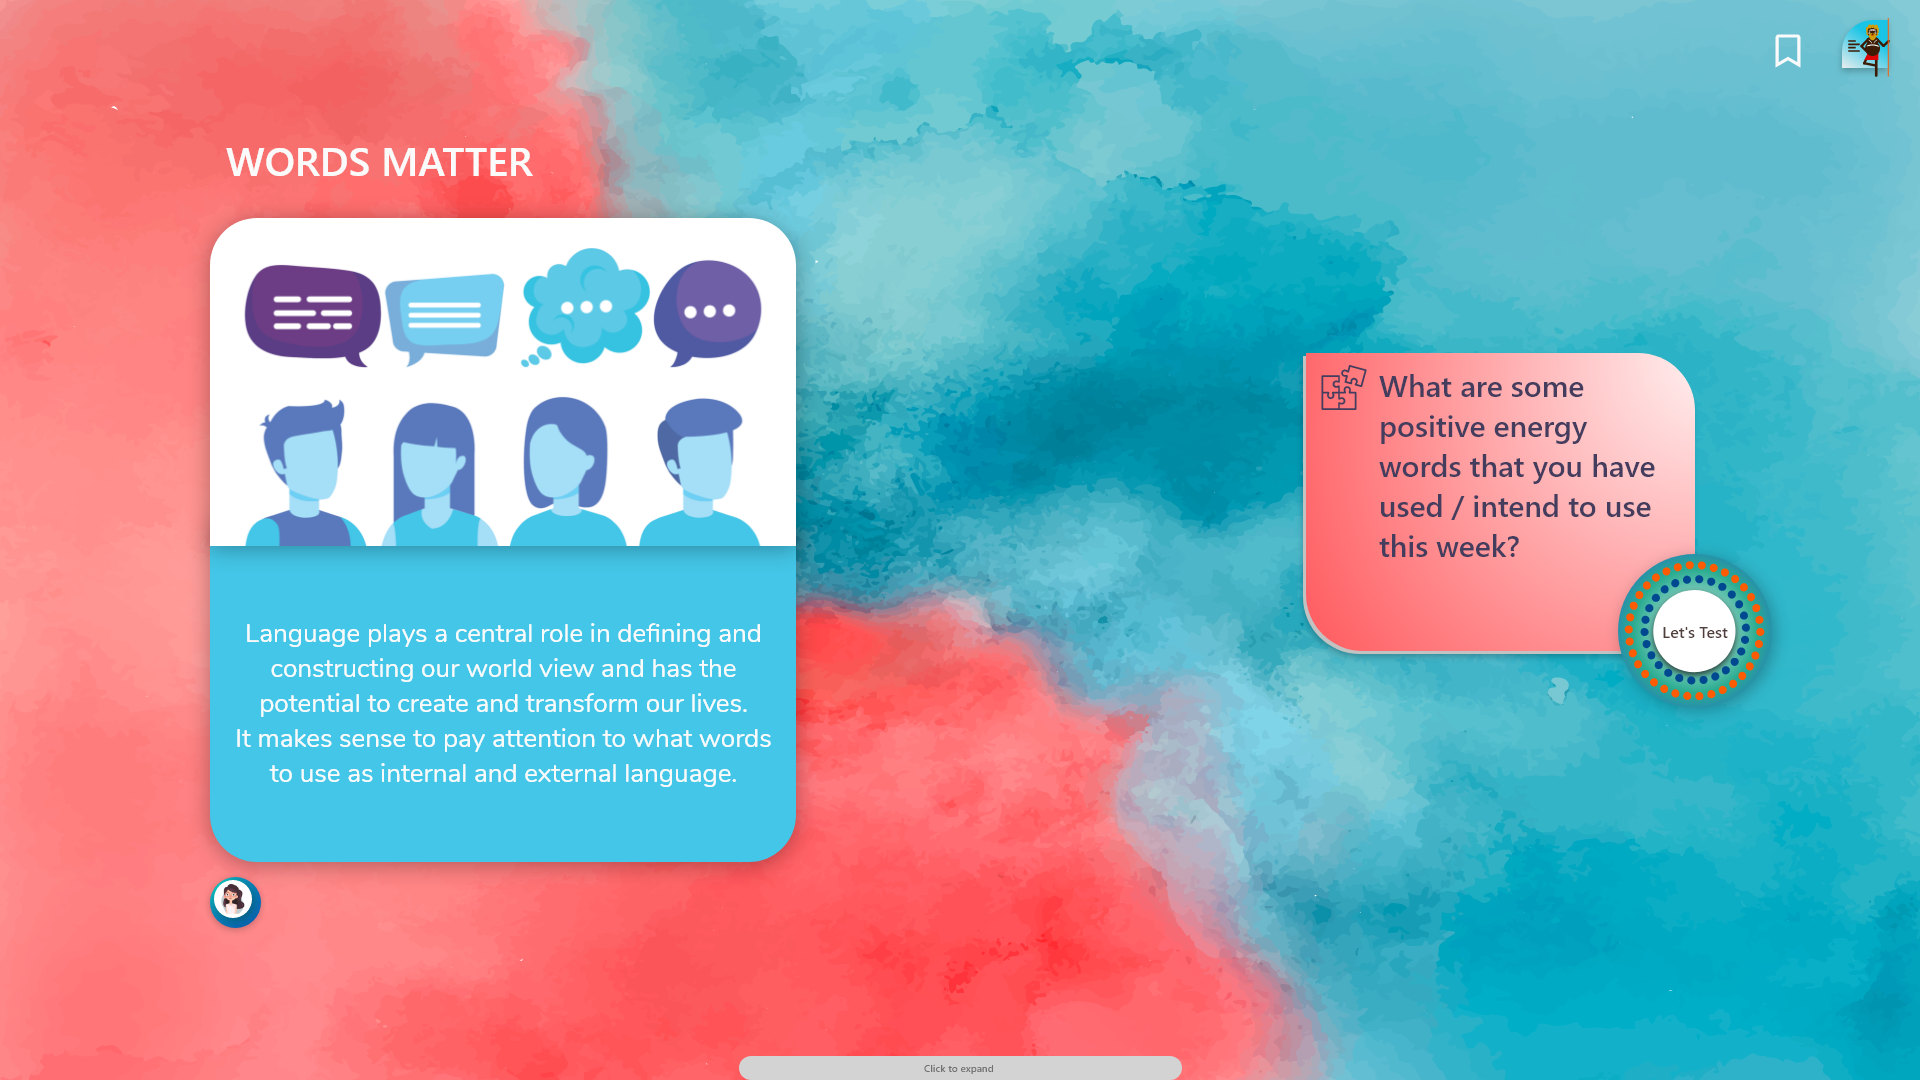 WORDS MATTER
Language plays a central role in defining and
constructing our world view and has the
potential to create and transform our lives.
It makes sense to pay attention to what words
to use as internal and external language.
What are some
positive energy
words that you have
used / intend to use
this week?
Let's Test
Click to expand